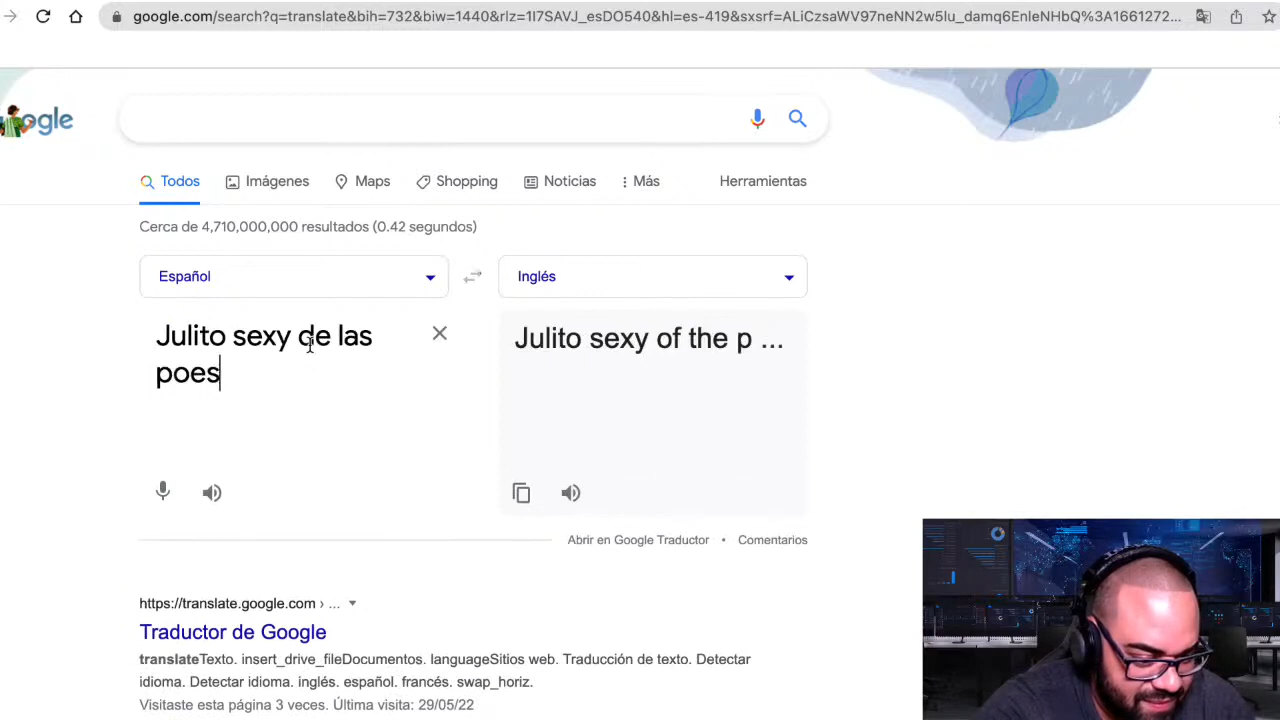 google.com/search?q=translate&bih=732&biw=1440&rlz=1I7SAVJ_esDO540&hl=es-419&sxsrf=ALiCzsaWV97neNN2w5lu_damq6EnleNHbQ%3A1661272...
ogle
Todos Imágenes Maps Shopping Noticias Más Herramientas
Cerca de 4,710,000,000 resultados (0.42 segundos)
Español Inglés
Julito sexy de las
poes
Julito sexy of the p ...
Abrir en Google Traductor • Comentarios
https://translate.google.com › ...
Traductor de Google
translateTexto. insert_drive_fileDocumentos. languageSitios web. Traducción de texto. Detectar
idioma. Detectar idioma. inglés. español. francés. swap_horiz.
Visitaste esta página 3 veces. Última visita: 29/05/22